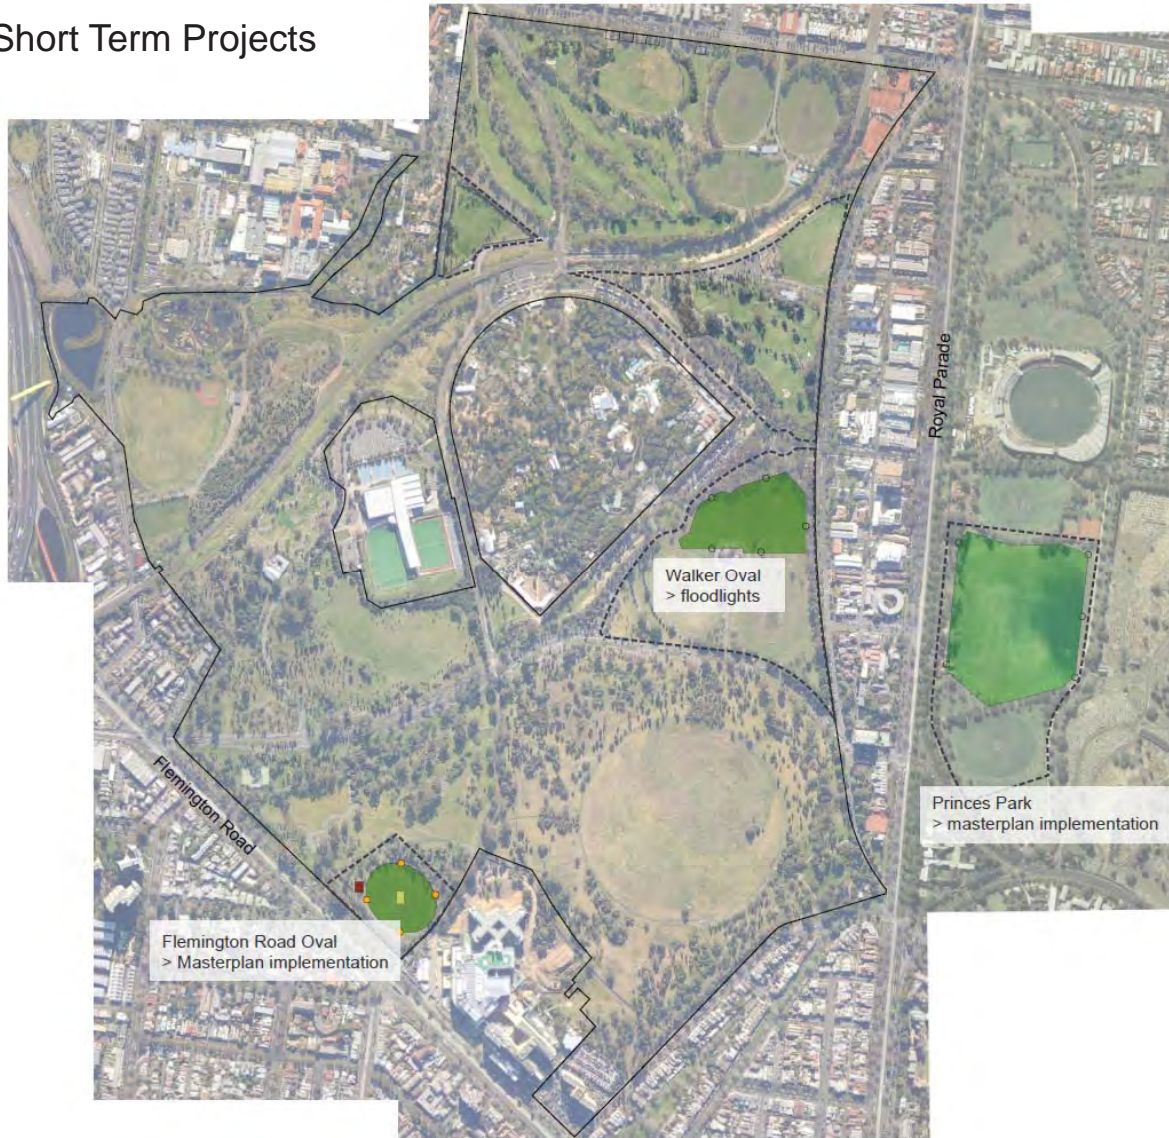 Short Term Projects
Royal Parade
Walker Oval
> floodlights
Princes Park
> masterplan implementation
Flemington Road
Flemington Road Oval
> Masterplan implementation